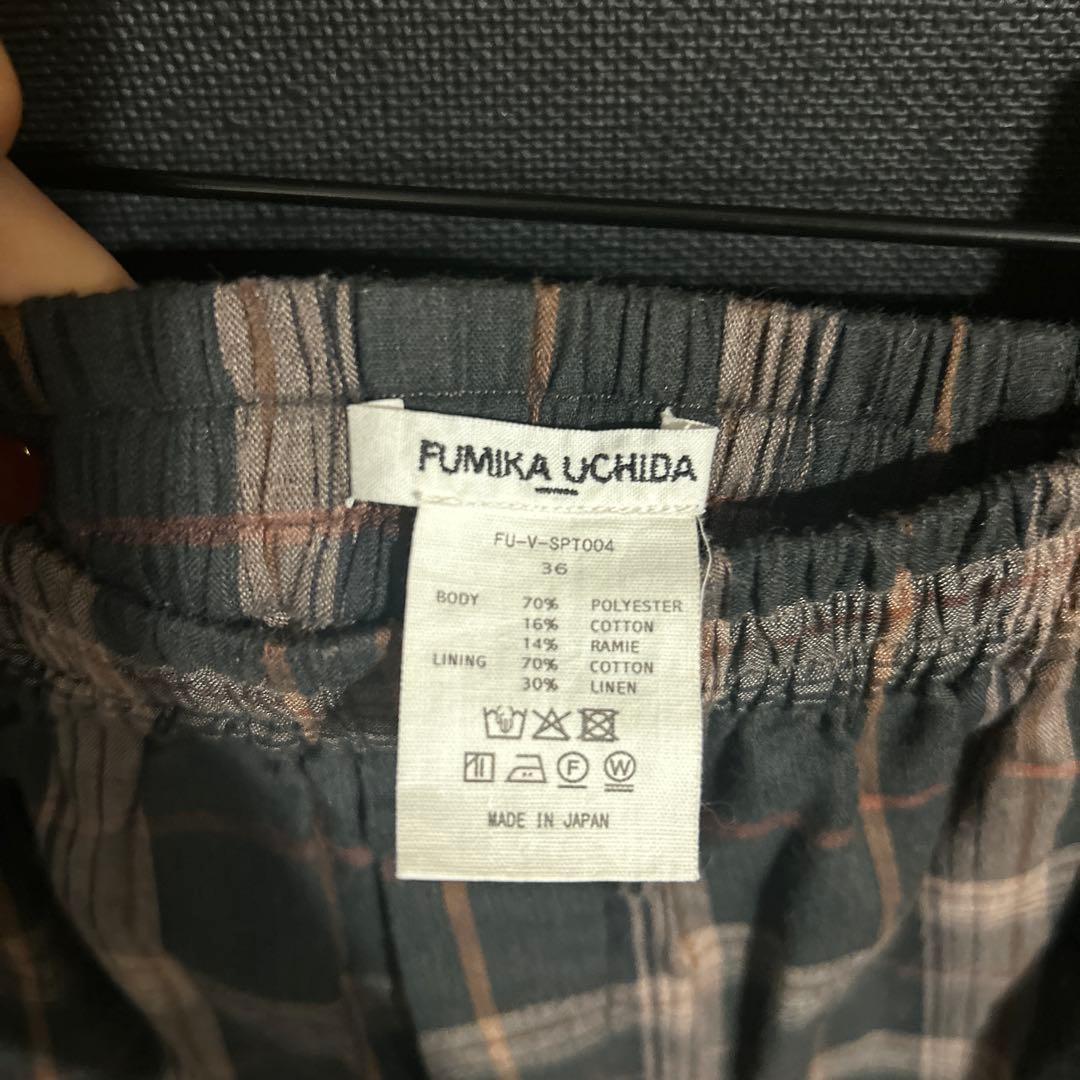 FUMIKA UCHIDA
FU-V-SPT004
36
BODY 70% POLYESTER
16% COTTON
14% RAMIE
LINING 70% COTTON
30% LINEN
F W
MADE IN JAPAN